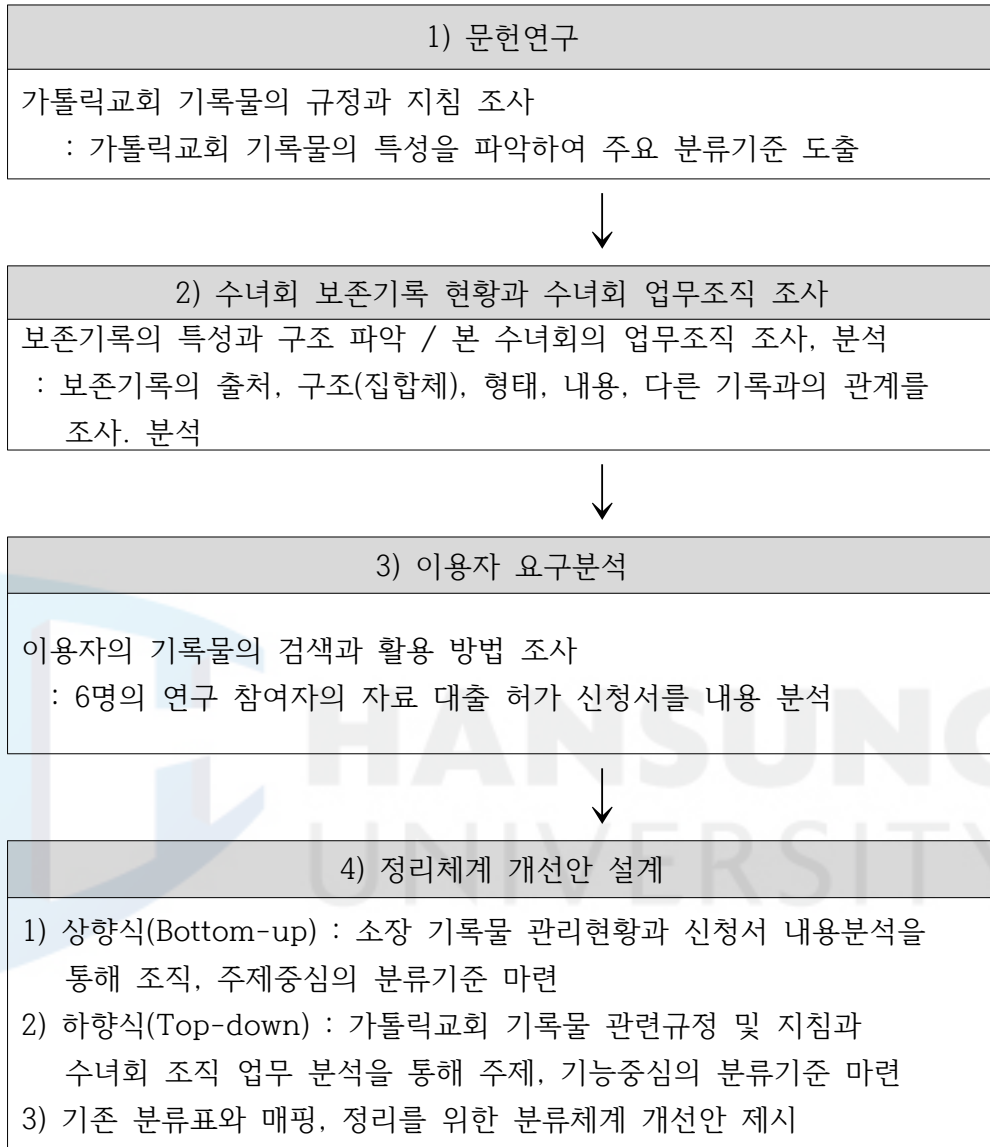 1) 문헌연구
가톨릭교회 기록물의 규정과 지침 조사
: 가톨릭교회 기록물의 특성을 파악하여 주요 분류기준 도출
2) 수녀회 보존기록 현황과 수녀회 업무조직 조사
보존기록의 특성과 구조 파악 / 본 수녀회의 업무조직 조사, 분석
: 보존기록의 출처, 구조(집합체), 형태, 내용, 다른 기록과의 관계를
조사. 분석
3) 이용자 요구분석
이용자의 기록물의 검색과 활용 방법 조사
: 6명의 연구 참여자의 자료 대출 허가 신청서를 내용 분석
HANSUNG
UNIVERSITY
4) 정리체계 개선안 설계
1) 상향식(Bottom-up) : 소장 기록물 관리현황과 신청서 내용분석을
통해 조직, 주제중심의 분류기준 마련
2) 하향식(Top-down) : 가톨릭교회 기록물 관련규정 및 지침과
수녀회 조직 업무 분석을 통해 주제, 기능중심의 분류기준 마련
3) 기존 분류표와 매핑, 정리를 위한 분류체계 개선안 제시